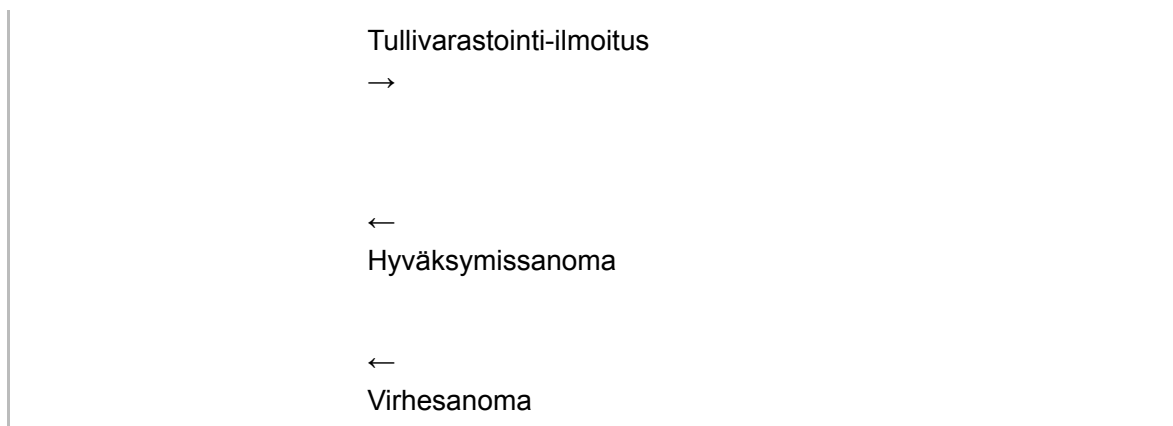 Tullivarastointi-ilmoitus
→
←
Hyväksymissanoma
←
Virhesanoma